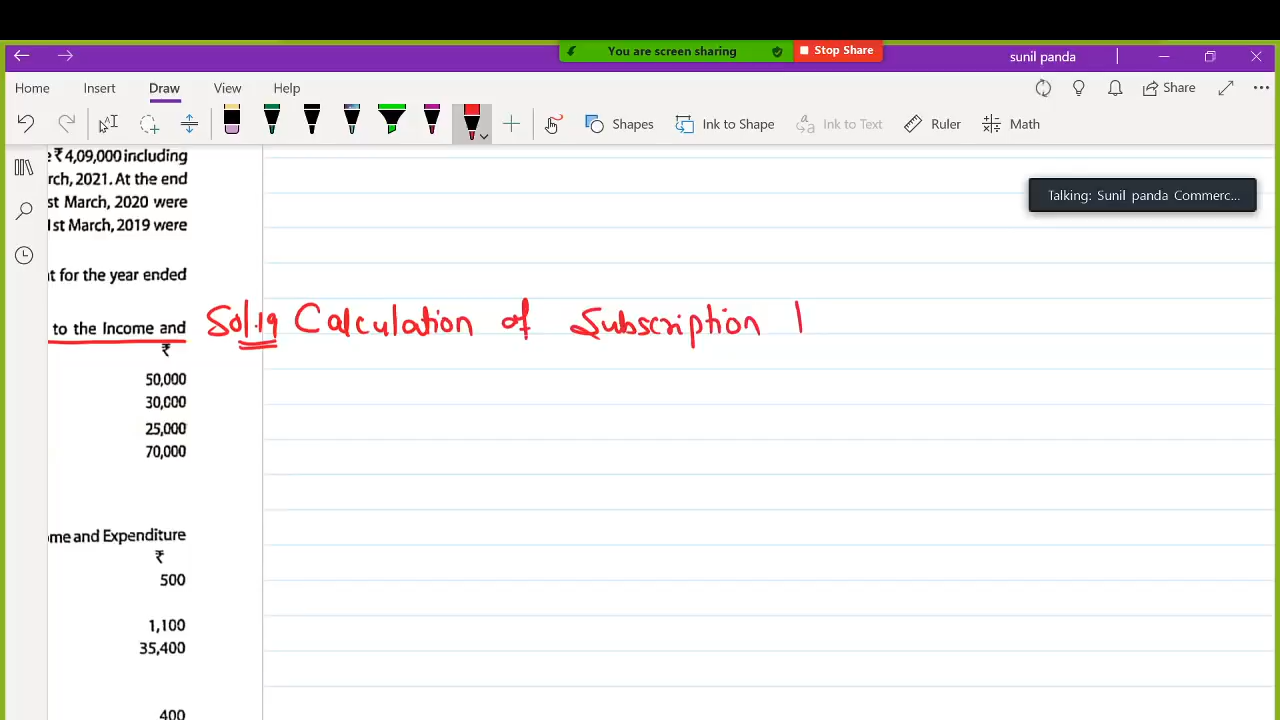 You are screen sharing
Stop Share
sunil panda
Home Insert Draw View Help
Share
Shapes
Ink to Shape
Ink to Text
Ruler
Math
Talking: Sunil panda Commerc...
₹ 4,09,000 including
rch, 2021. At the end
st March, 2020 were
1st March, 2019 were
t for the year ended
to the Income and
₹
50,000
30,000
25,000
70,000
ome and Expenditure
₹
500
1,100
35,400
400
Sol.19 Calculation of Subscription